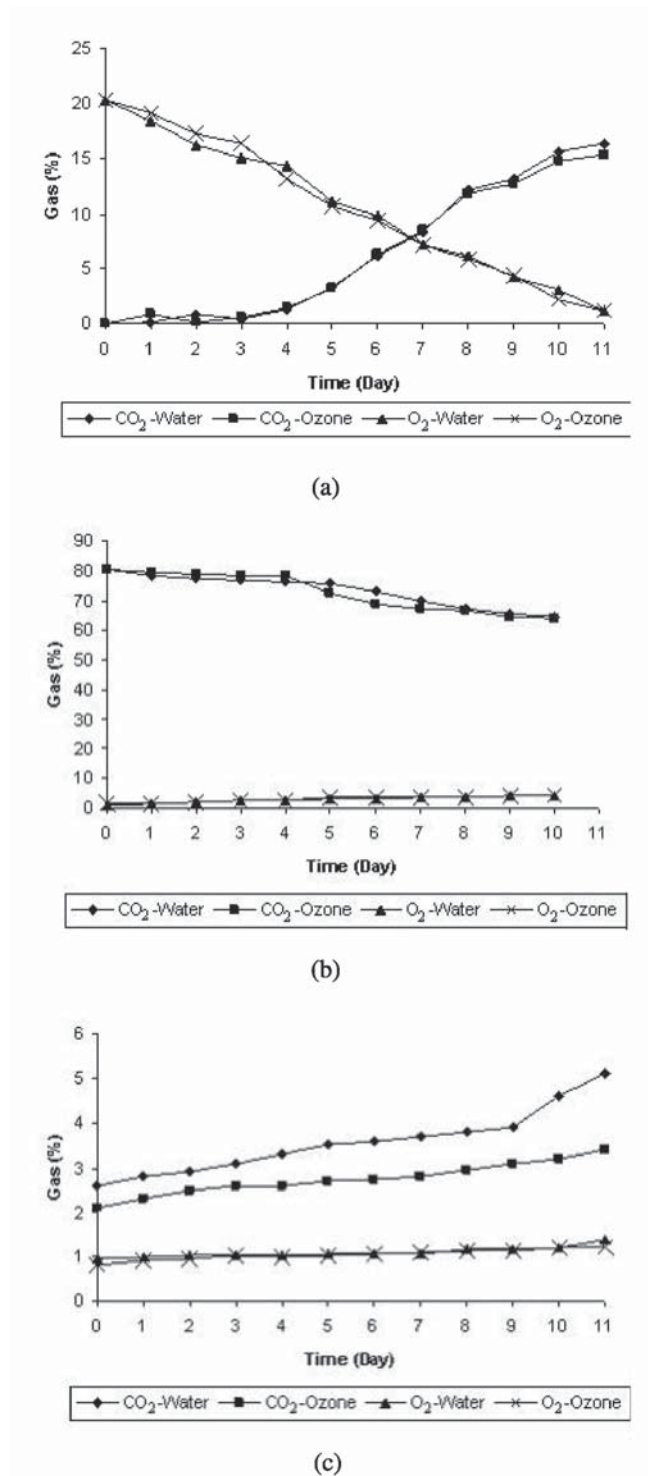 25
20
15
10
5
0
Gas (%)
0 1 2 3 4 5 6 7 8 9 10 11
Time (Day)
CO2-Water CO2-Ozone O2-Water O2-Ozone
(a)
90
80
70
60
50
40
30
20
10
0
Gas (%)
0 1 2 3 4 5 6 7 8 9 10 11
Time (Day)
CO2-Water CO2-Ozone O2-Water O2-Ozone
(b)
6
5
4
3
2
1
0
Gas (%)
0 1 2 3 4 5 6 7 8 9 10 11
Time (Day)
CO2-Water CO2-Ozone O2-Water O2-Ozone
(c)